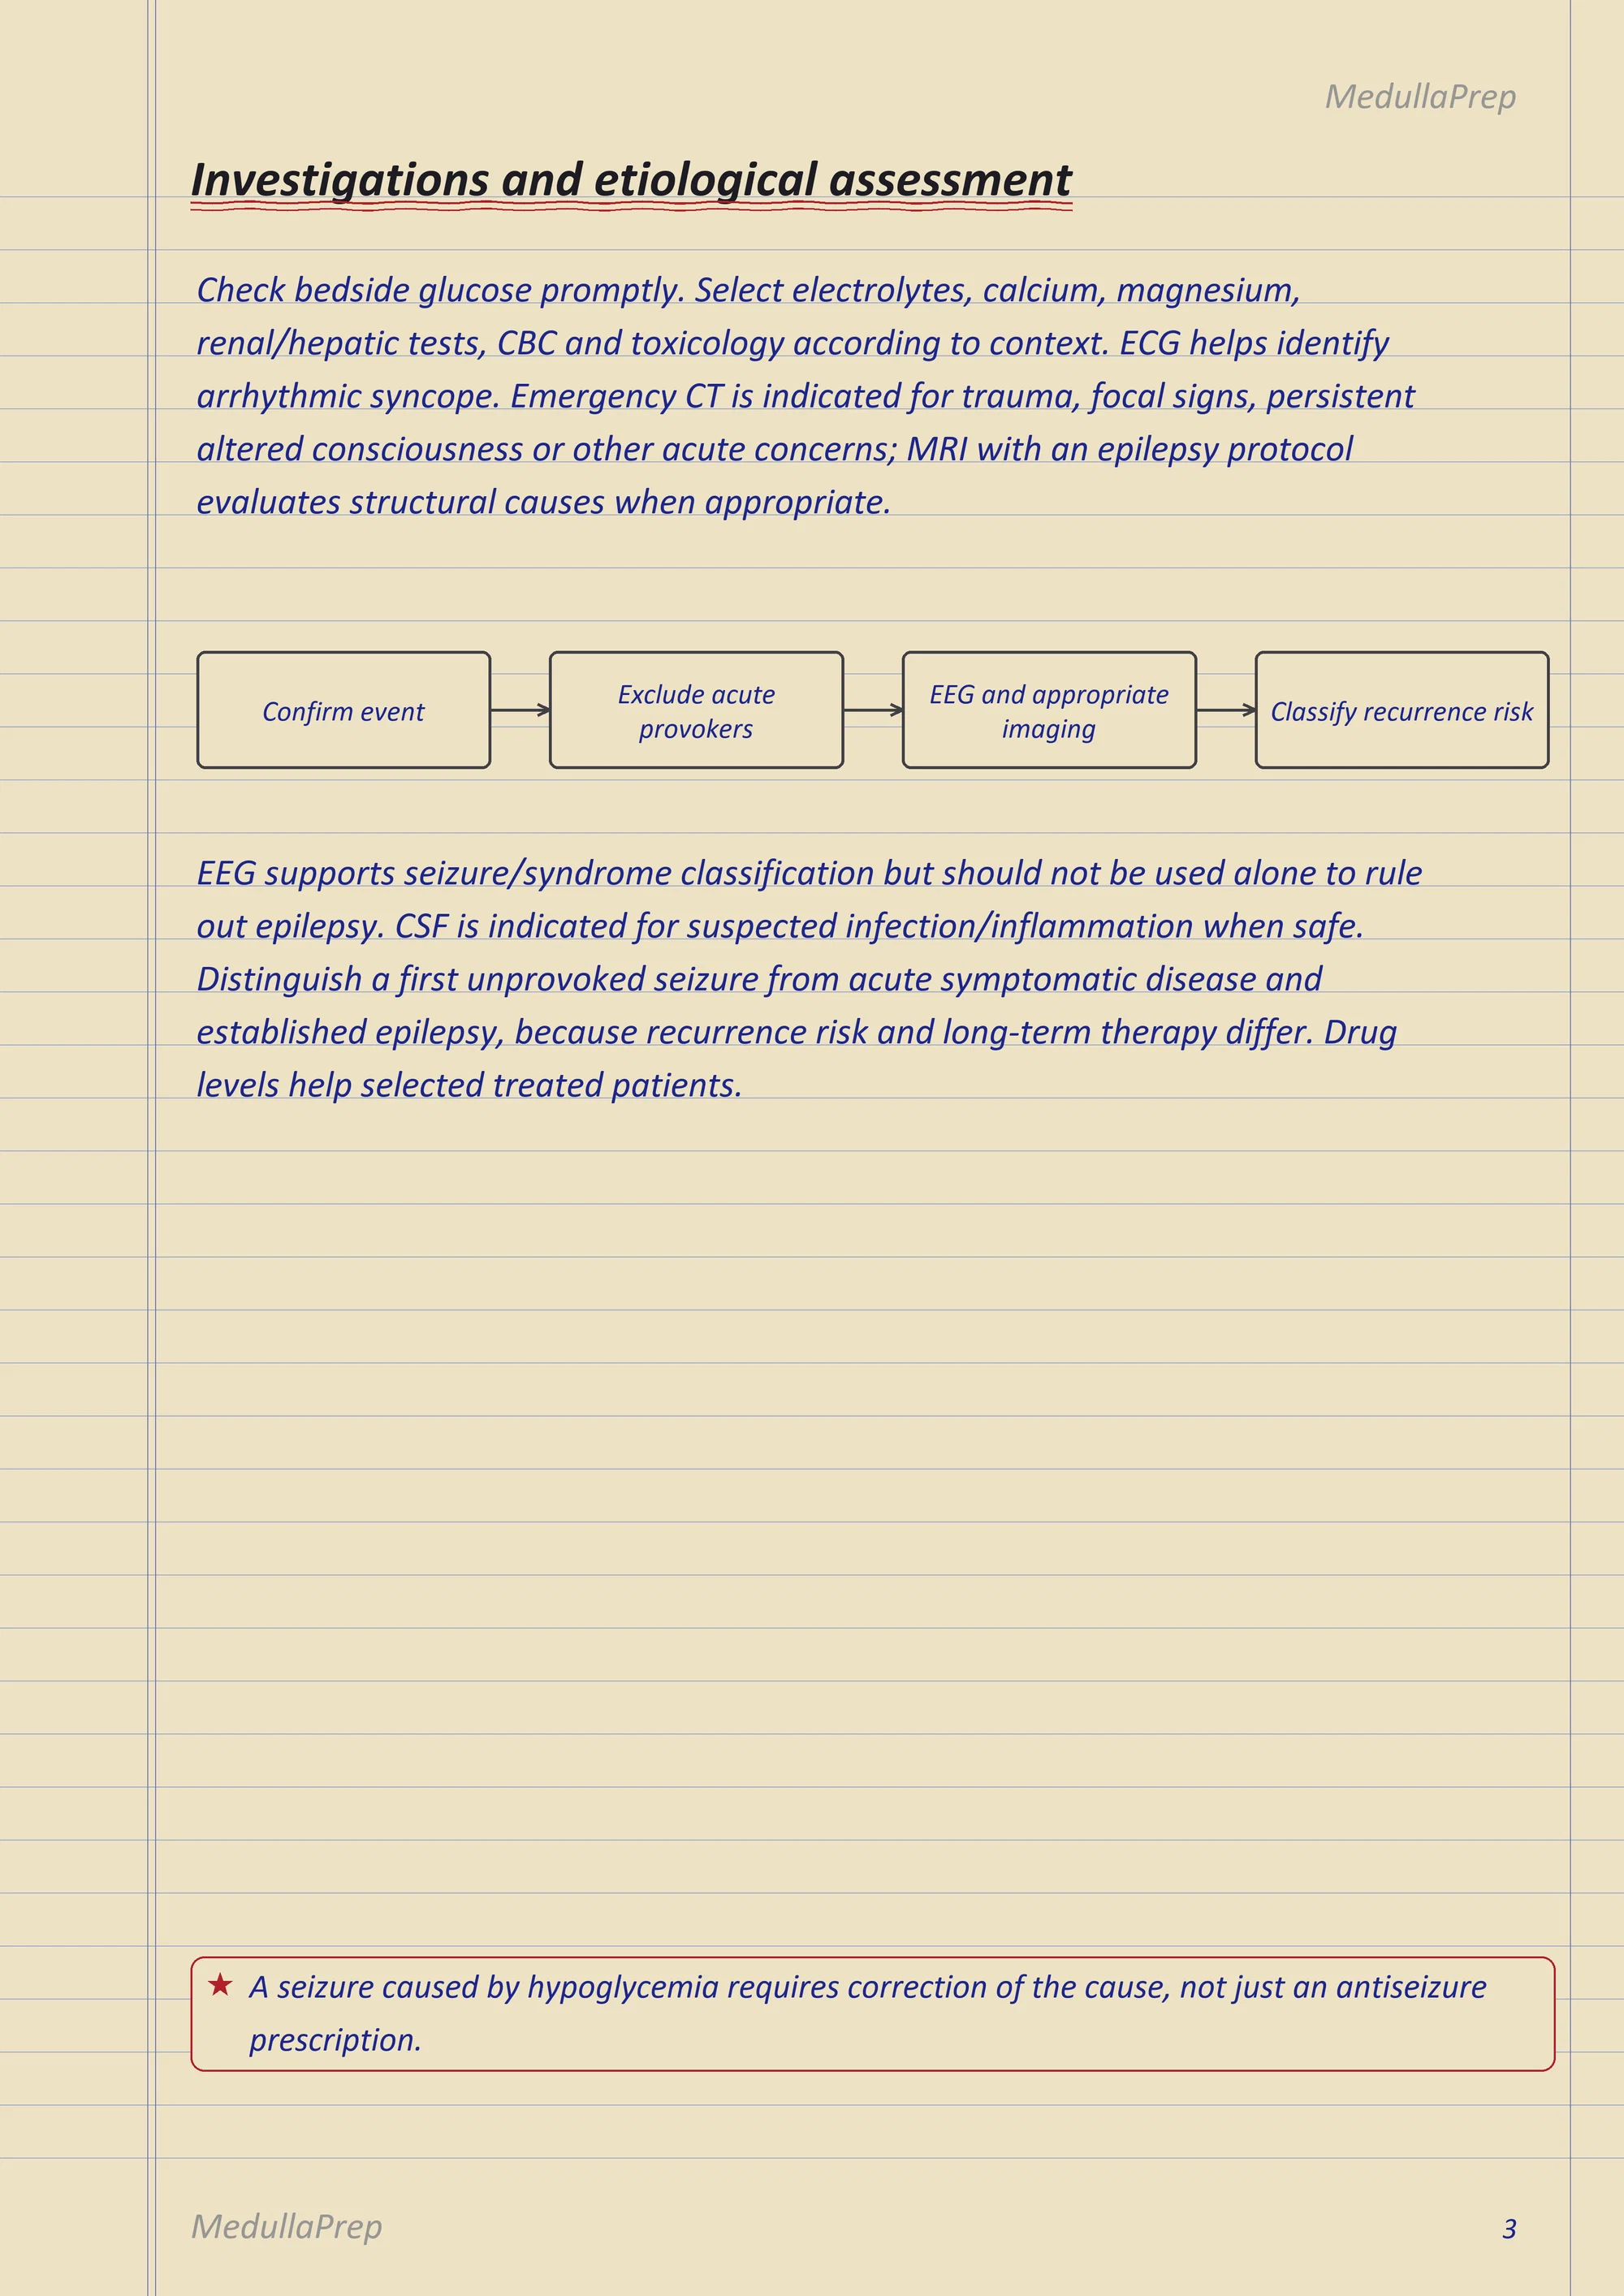 MedullaPrep
Investigations and etiological assessment
Check bedside glucose promptly. Select electrolytes, calcium, magnesium,
renal/hepatic tests, CBC and toxicology according to context. ECG helps identify
arrhythmic syncope. Emergency CT is indicated for trauma, focal signs, persistent
altered consciousness or other acute concerns; MRI with an epilepsy protocol
evaluates structural causes when appropriate.
Confirm event
Exclude acute
provokers
EEG and appropriate
imaging
Classify recurrence risk
EEG supports seizure/syndrome classification but should not be used alone to rule
out epilepsy. CSF is indicated for suspected infection/inflammation when safe.
Distinguish a first unprovoked seizure from acute symptomatic disease and
established epilepsy, because recurrence risk and long-term therapy differ. Drug
levels help selected treated patients.
★ A seizure caused by hypoglycemia requires correction of the cause, not just an antiseizure
prescription.
MedullaPrep
3